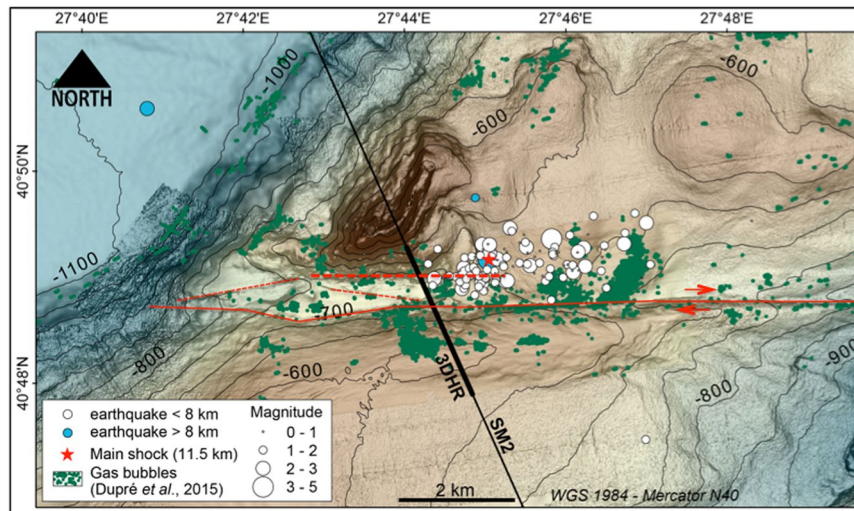 27°40' 27°42' 27°44' 27°46' 27°48'
NORTH
40°50'N
40°48'N
-1000
-600
-600
-1100
-700
-800
-600
-900
-800
3DHR
SM2
earthquake < 8 km
earthquake > 8 km
Main shock (11.5 km)
Gas bubbles
(Dupré et al., 2015)
Magnitude
0 - 1
1 - 2
2 - 3
3 - 5
2 km
WGS 1984 - Mercator N40